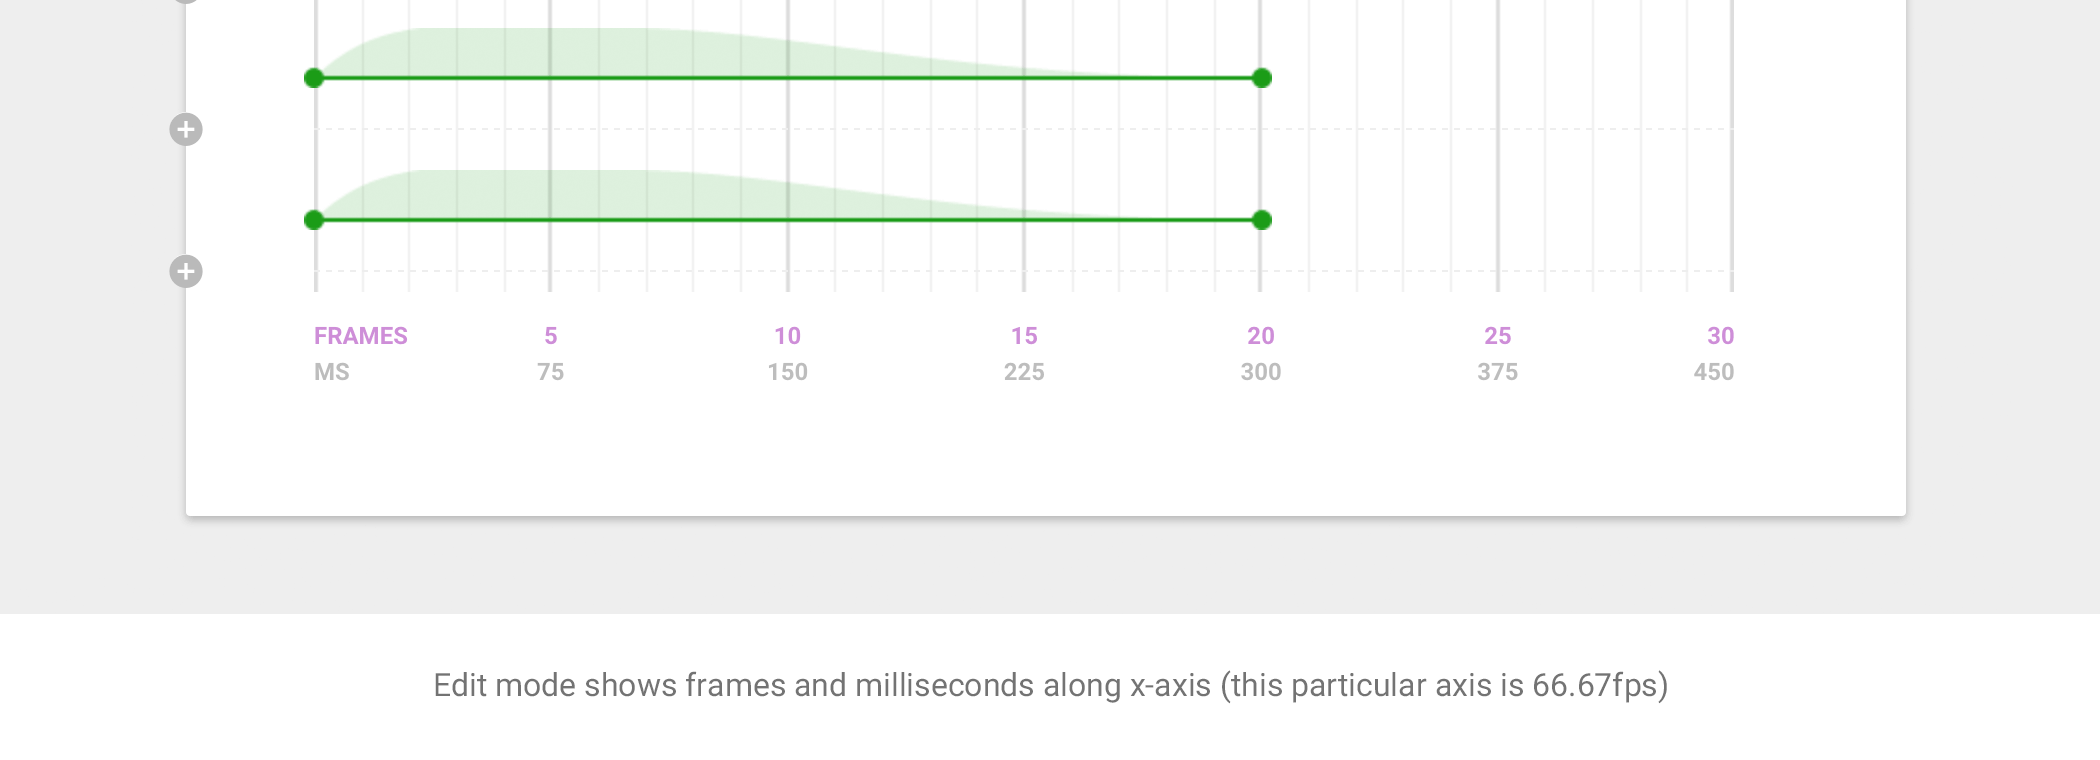 FRAMES 5 10 15 20 25 30
MS 75 150 225 300 375 450
Edit mode shows frames and milliseconds along x-axis (this particular axis is 66.67fps)